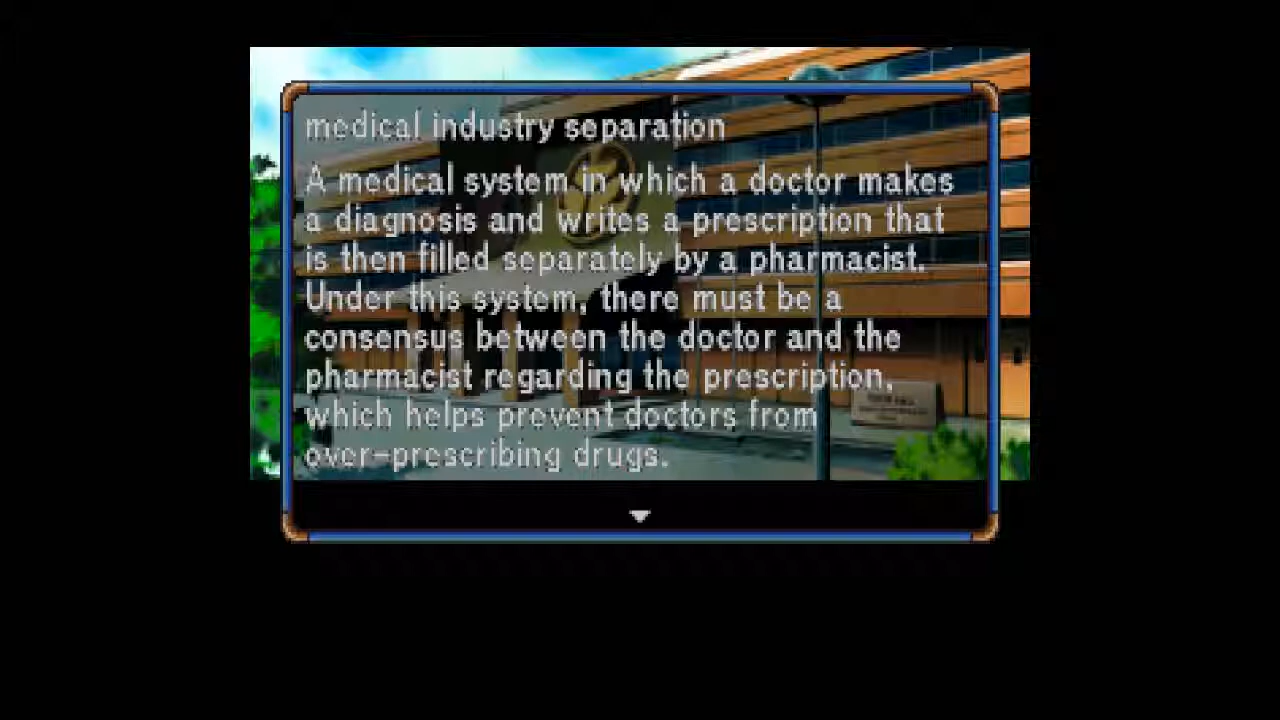 medical industry separation
A medical system in which a doctor makes
a diagnosis and writes a prescription that
is then filled separately by a pharmacist.
Under this system, there must be a
consensus between the doctor and the
pharmacist regarding the prescription,
which helps prevent doctors from
over-prescribing drugs.